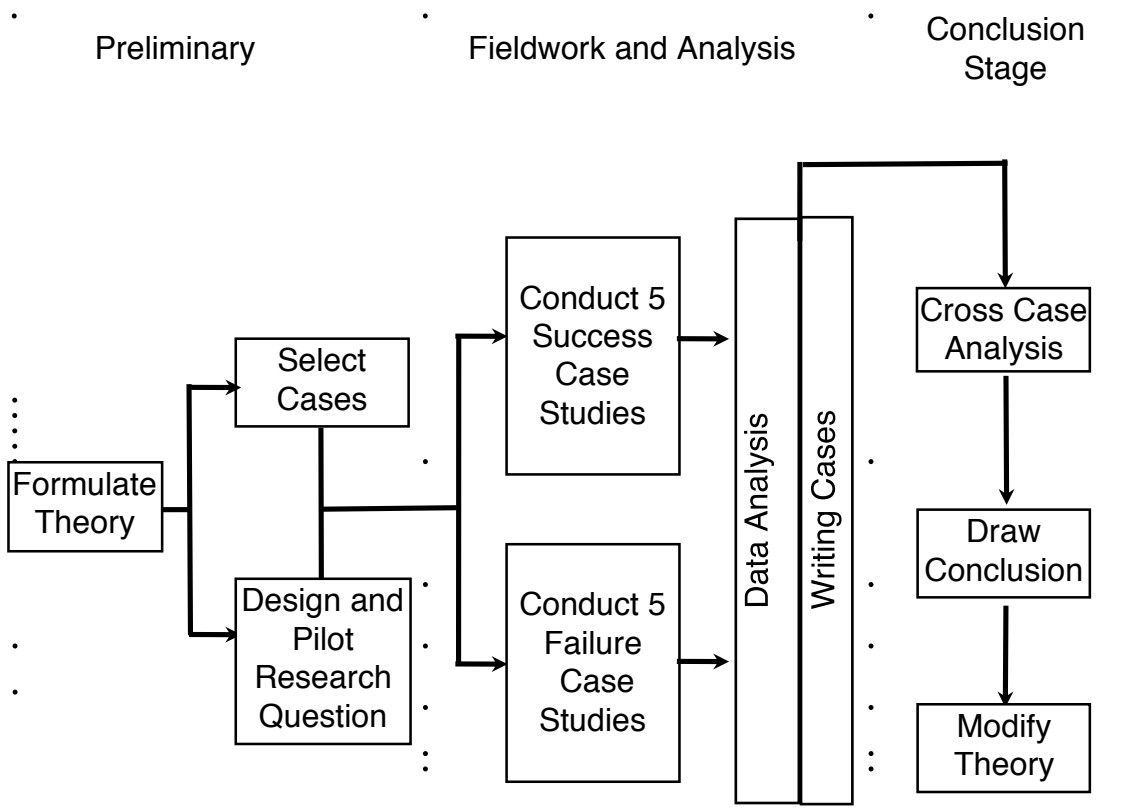 Preliminary
Fieldwork and Analysis
Conclusion
Stage
Formulate
Theory
Select
Cases
Design and
Pilot
Research
Question
Conduct 5
Success
Case
Studies
Conduct 5
Failure
Case
Studies
Data Analysis
Writing Cases
Cross Case
Analysis
Draw
Conclusion
Modify
Theory